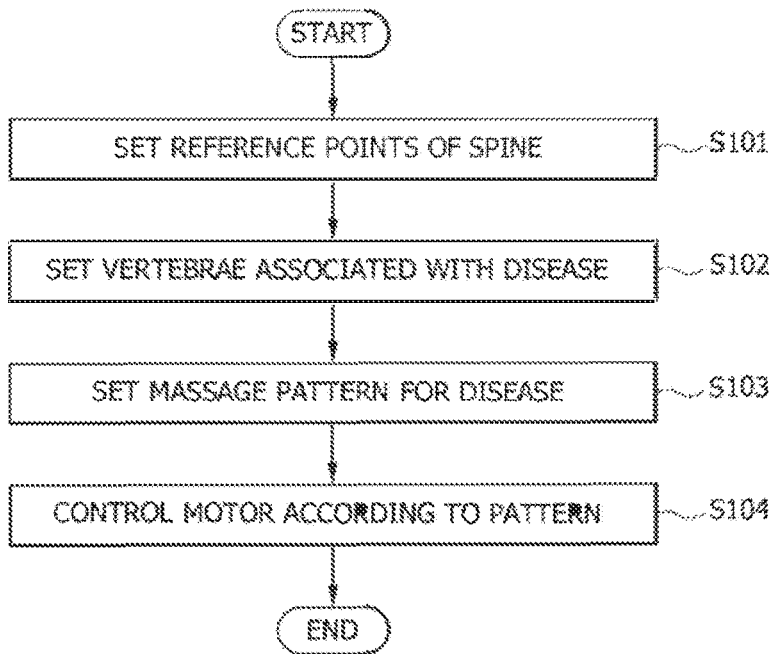 START
SET REFERENCE POINTS OF SPINE
S101
SET VERTEBRAE ASSOCIATED WITH DISEASE
S102
SET MASSAGE PATTERN FOR DISEASE
S103
CONTROL MOTOR ACCORDING TO PATTERN
S104
END